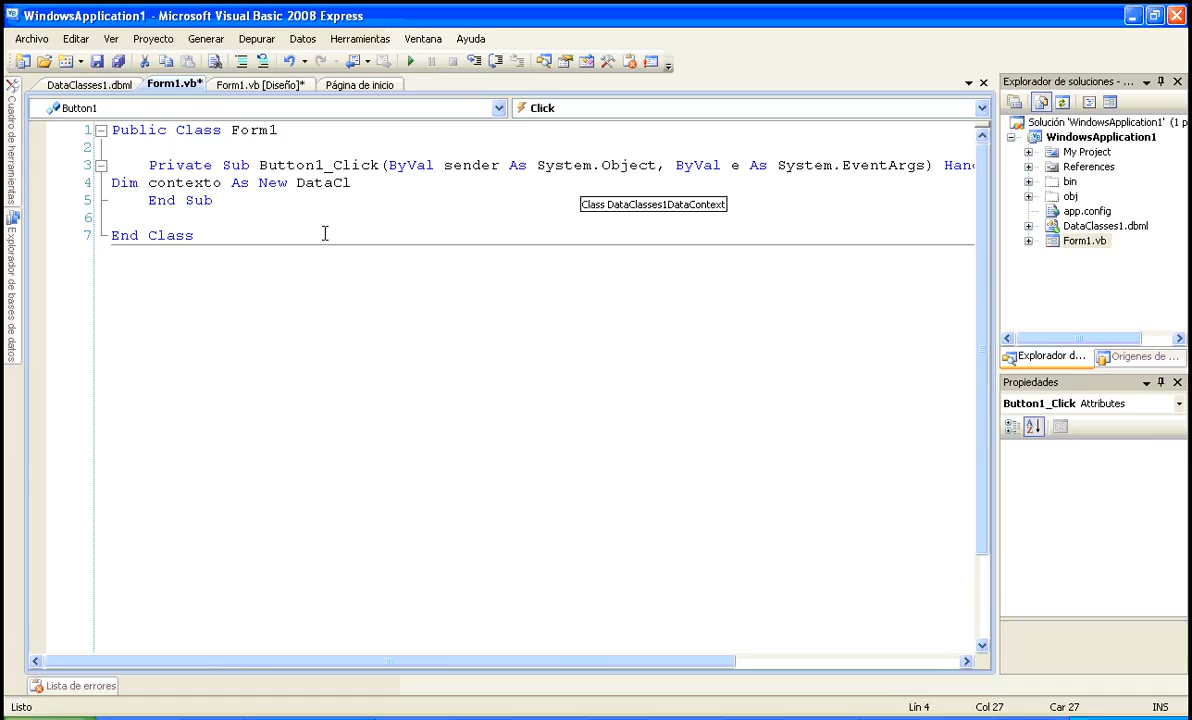 WindowsApplication1 - Microsoft Visual Basic 2008 Express
Archivo Editar Ver Proyecto Generar Depurar Datos Herramientas Ventana Ayuda
DataClasses1.dbml Form1.vb* Form1.vb [Diseño]* Página de inicio
Button1 Click
1 Public Class Form1
2
3 Private Sub Button1_Click(ByVal sender As System.Object, ByVal e As System.EventArgs) Han
4 Dim contexto As New DataCl
Class DataClasses1DataContext
5 End Sub
6
7 End Class
Cuadro de herramientas
Explorador de bases de datos
Explorador de soluciones - ...
Solución 'WindowsApplication1' (1 p
WindowsApplication1
My Project
References
bin
obj
app.config
DataClasses1.dbml
Form1.vb
Explorador d... Orígenes de ...
Propiedades
Button1_Click Attributes
Lista de errores
Listo Lín 4 Col 27 Car 27 INS